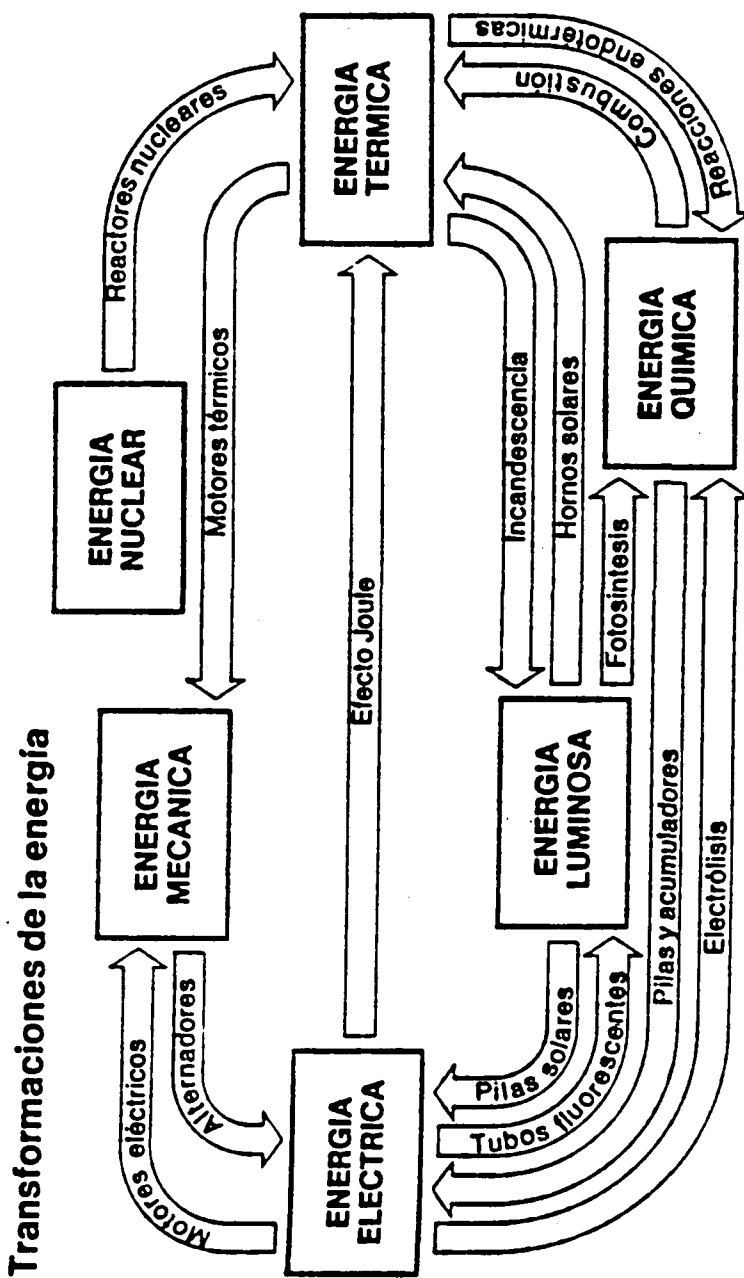 Transformaciones de la energía
Motores eléctricos
Alternadores
ENERGIA
MECANICA
Motores térmicos
ENERGIA
NUCLEAR
Reactores nucleares
ENERGIA
ELECTRICA
Efecto Joule
ENERGIA
TERMICA
Pilas solares
Tubos fluorescentes
ENERGIA
LUMINOSA
Incandescencia
Hornos solares
Fotosíntesis
Combustión
Reacciones endotérmicas
ENERGIA
QUIMICA
Pilas y acumuladores
Electrólisis